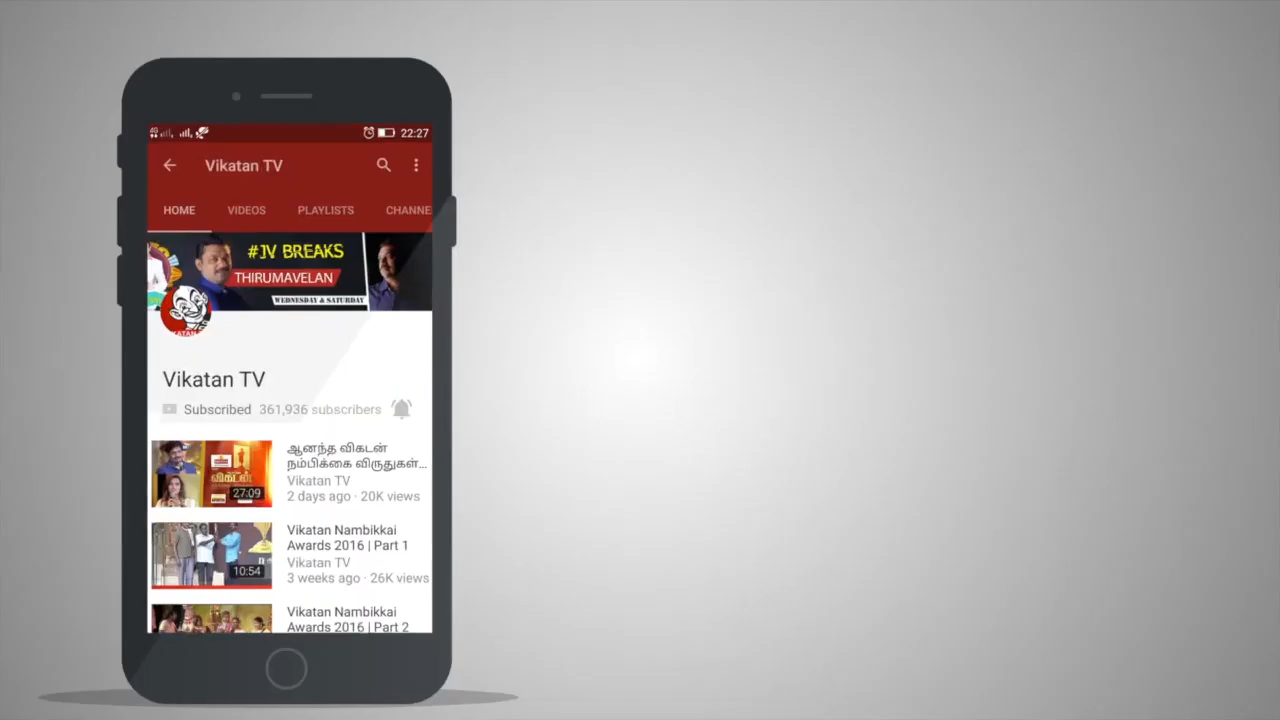 4G 22:27
Vikatan TV
HOME VIDEOS PLAYLISTS CHANNE
#JV BREAKS
THIRUMAVELAN
WEDNESDAY & SATURDAY
Vikatan TV
Subscribed 361,936 subscribers
ஆனந்த விகடன்
நம்பிக்கை விருதுகள்...
Vikatan TV
2 days ago · 20K views
விகடன்
27:09
Vikatan Nambikkai
Awards 2016 | Part 1
Vikatan TV
3 weeks ago · 26K views
10:54
Vikatan Nambikkai
Awards 2016 | Part 2